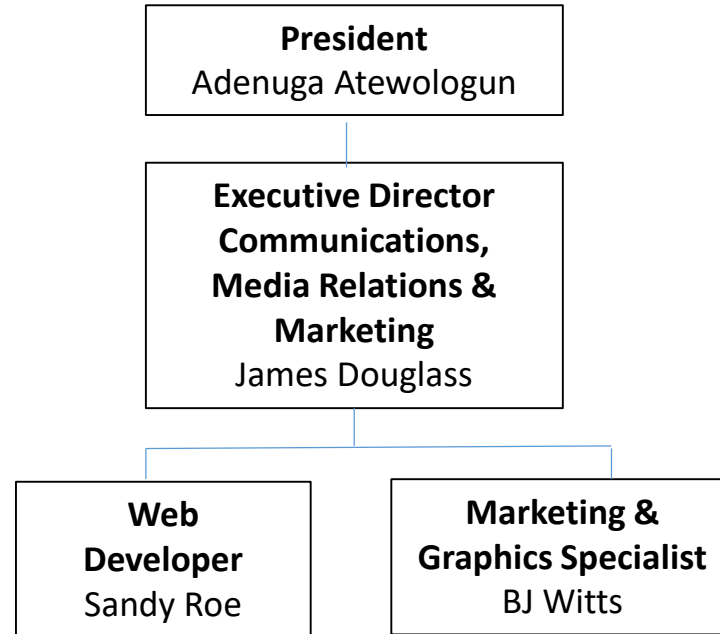 President
Adenuga Atewologun
Executive Director
Communications,
Media Relations &
Marketing
James Douglass
Web
Developer
Sandy Roe
Marketing &
Graphics Specialist
BJ Witts